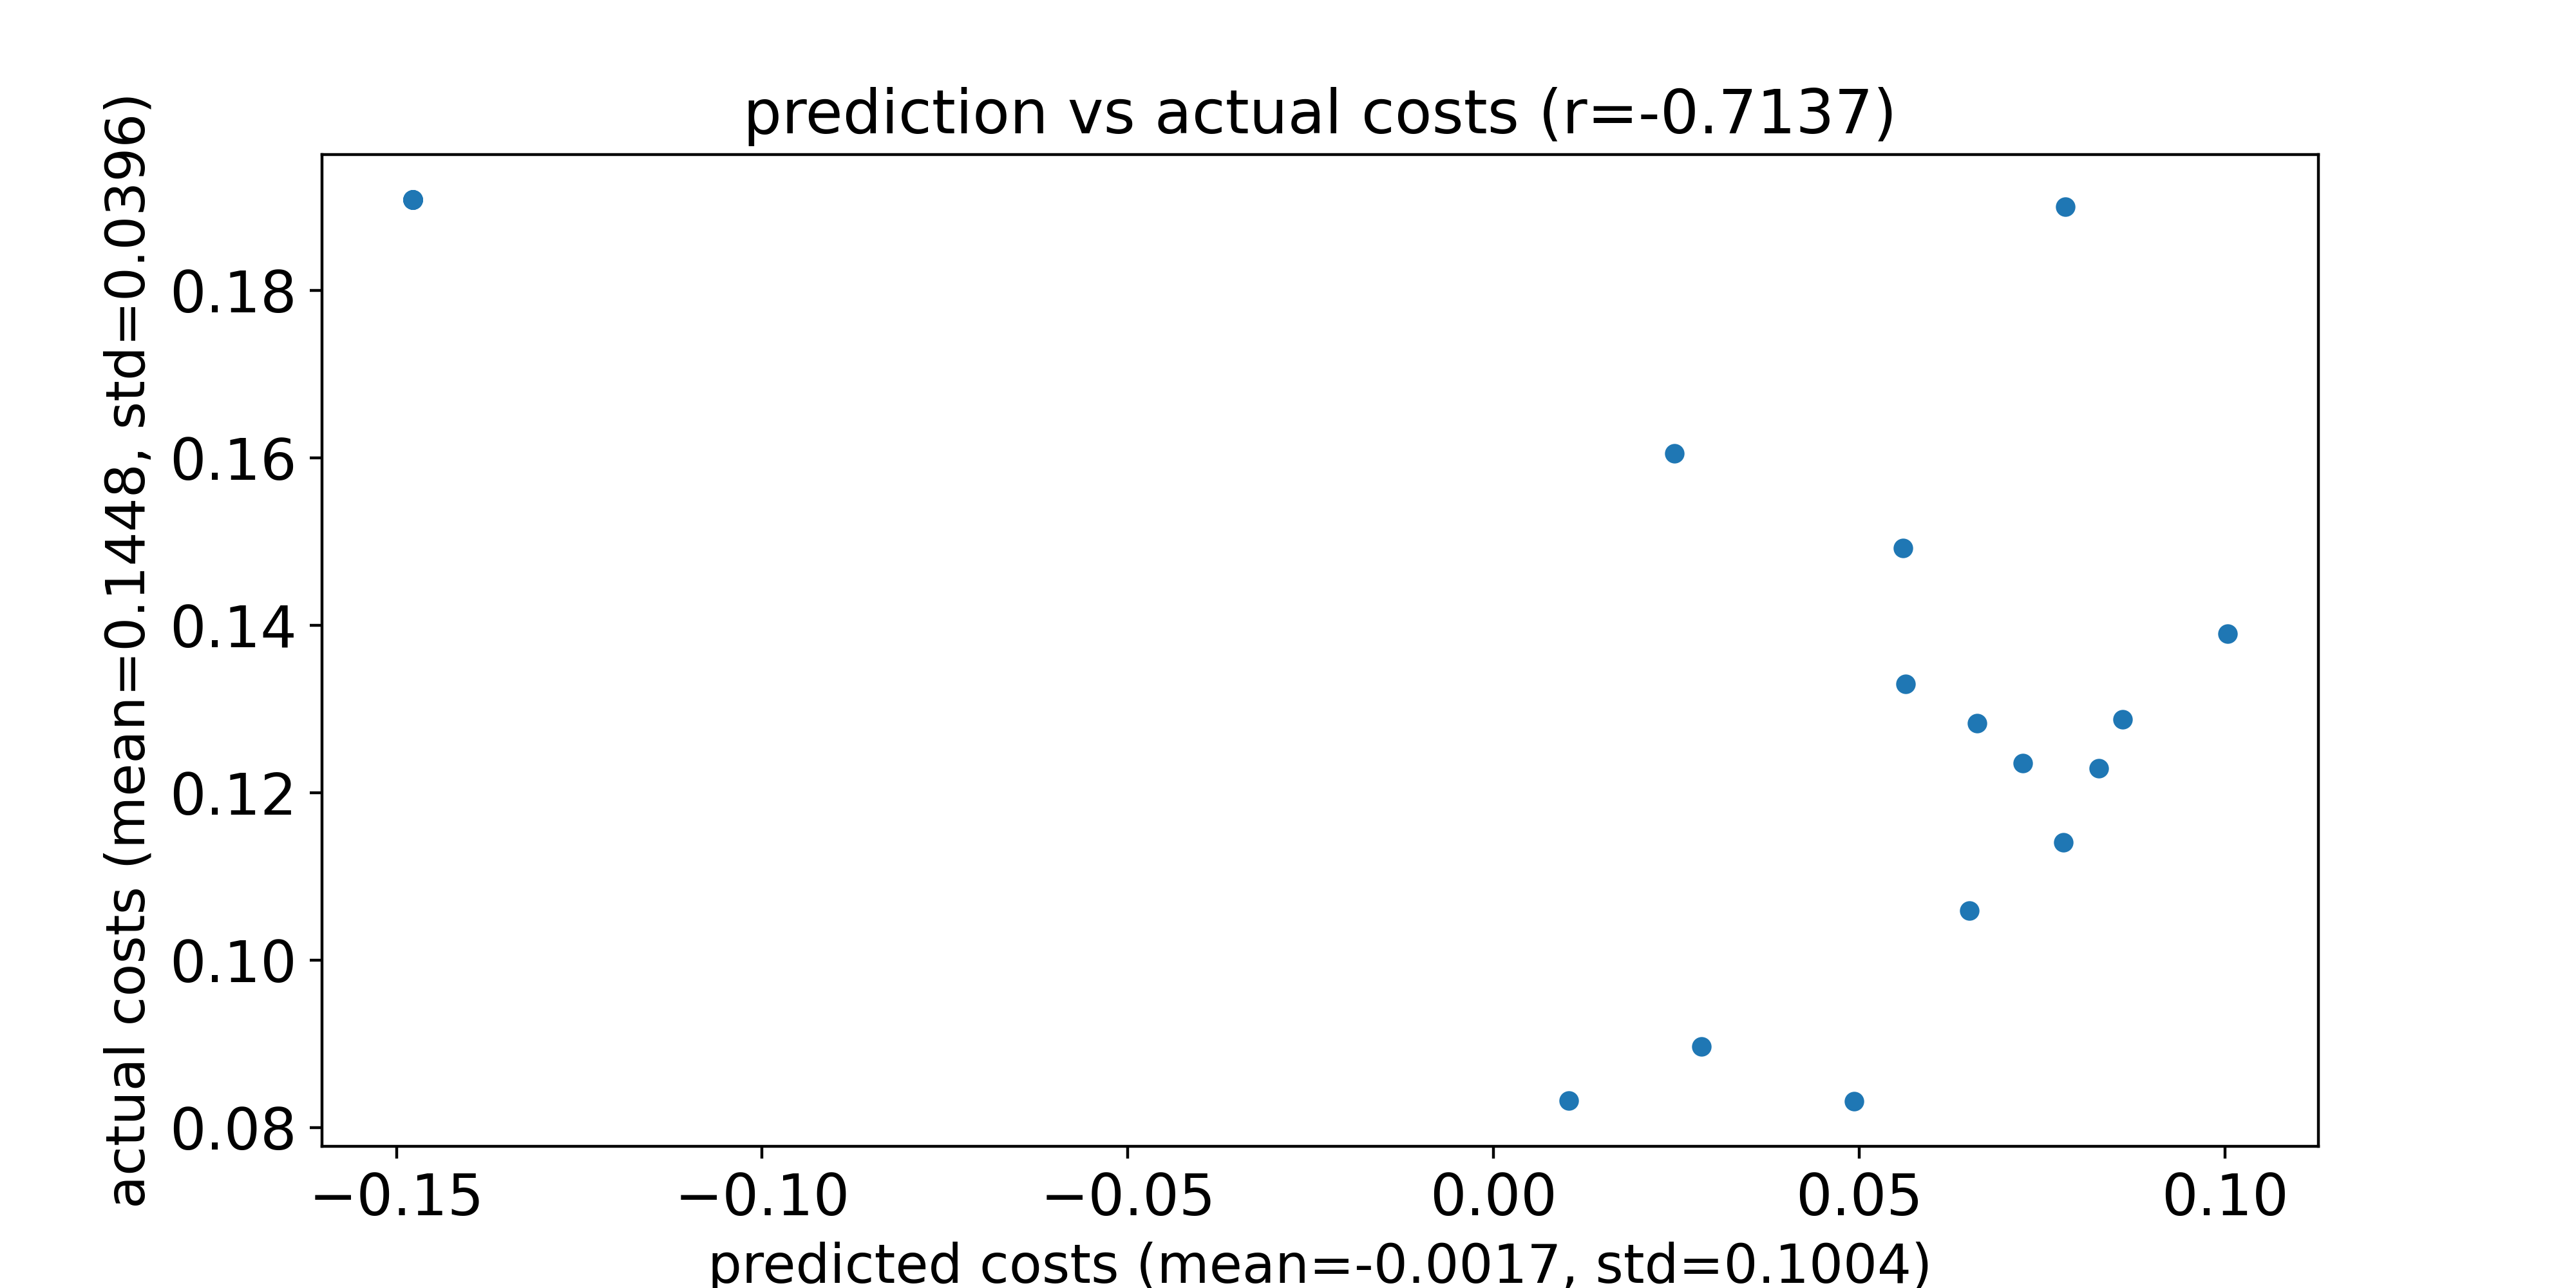 prediction vs actual costs (r=-0.7137)
actual costs (mean=0.1448, std=0.0396)
0.18
0.16
0.14
0.12
0.10
0.08
−0.15 −0.10 −0.05 0.00 0.05 0.10
predicted costs (mean=-0.0017, std=0.1004)